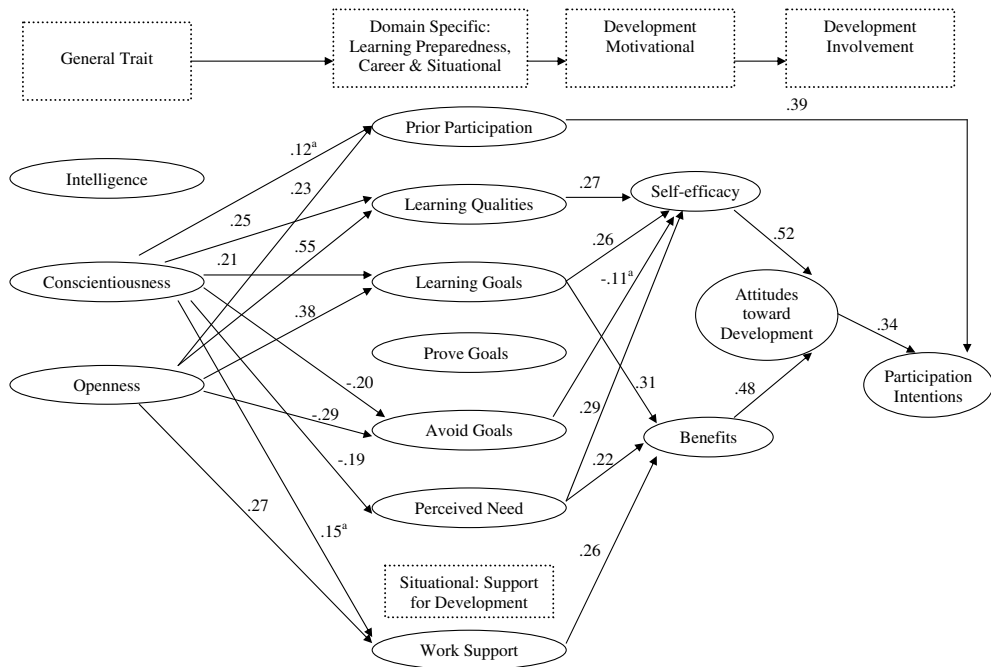 General Trait
Domain Specific:
Learning Preparedness,
Career & Situational
Development
Motivational
Development
Involvement
Prior Participation
.39
.12ᵃ
Intelligence
.23
Learning Qualities
.27
Self-efficacy
.25
.55
.26
.52
Conscientiousness
.21
Learning Goals
-.11ᵃ
Attitudes
toward
Development
.38
.34
Prove Goals
Openness
-.20
.31
Participation
Intentions
-.29
.48
Avoid Goals
.29
Benefits
-.19
.22
.27
Perceived Need
.15ᵃ
.26
Situational: Support
for Development
Work Support